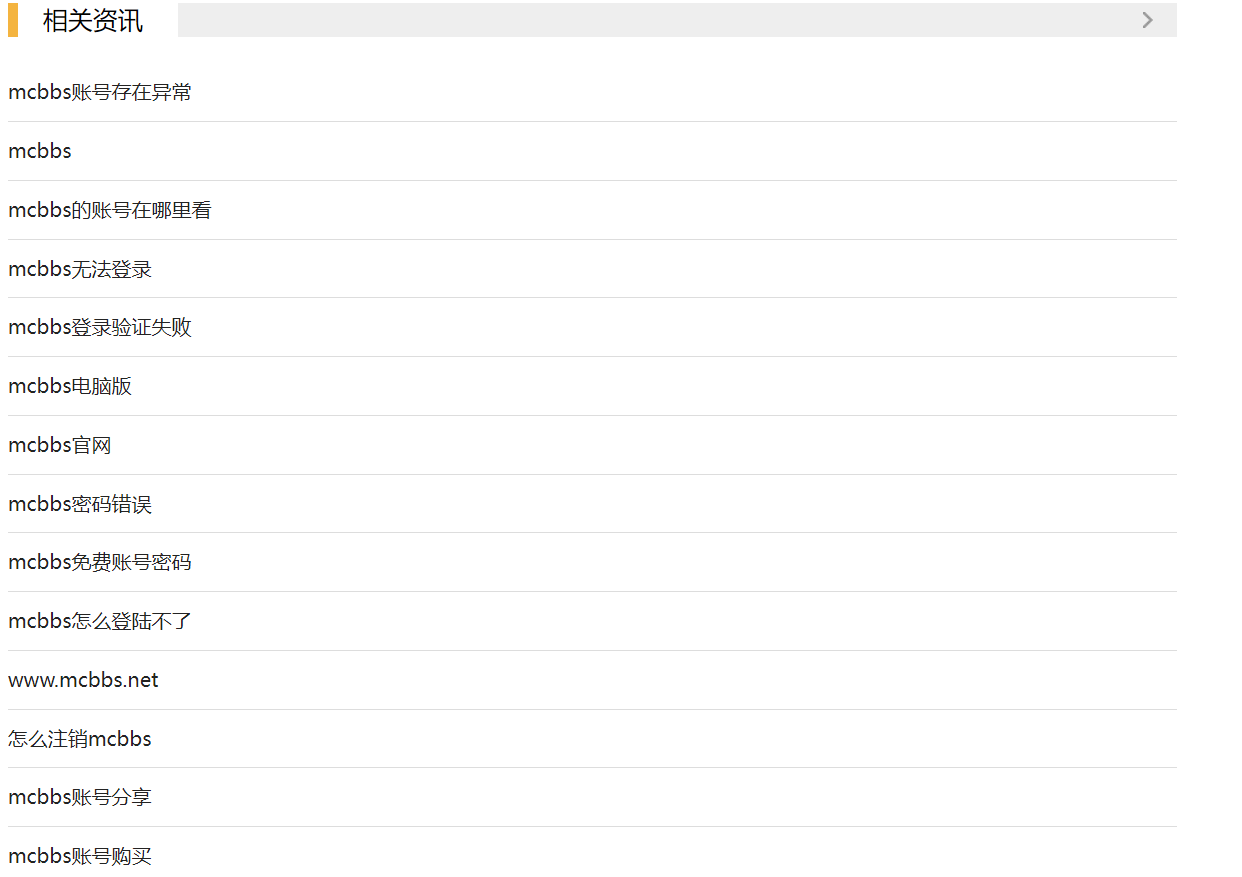 相关资讯
mcbbs账号存在异常
mcbbs
mcbbs的账号在哪里看
mcbbs无法登录
mcbbs登录验证失败
mcbbs电脑版
mcbbs官网
mcbbs密码错误
mcbbs免费账号密码
mcbbs怎么登陆不了
www.mcbbs.net
怎么注销mcbbs
mcbbs账号分享
mcbbs账号购买